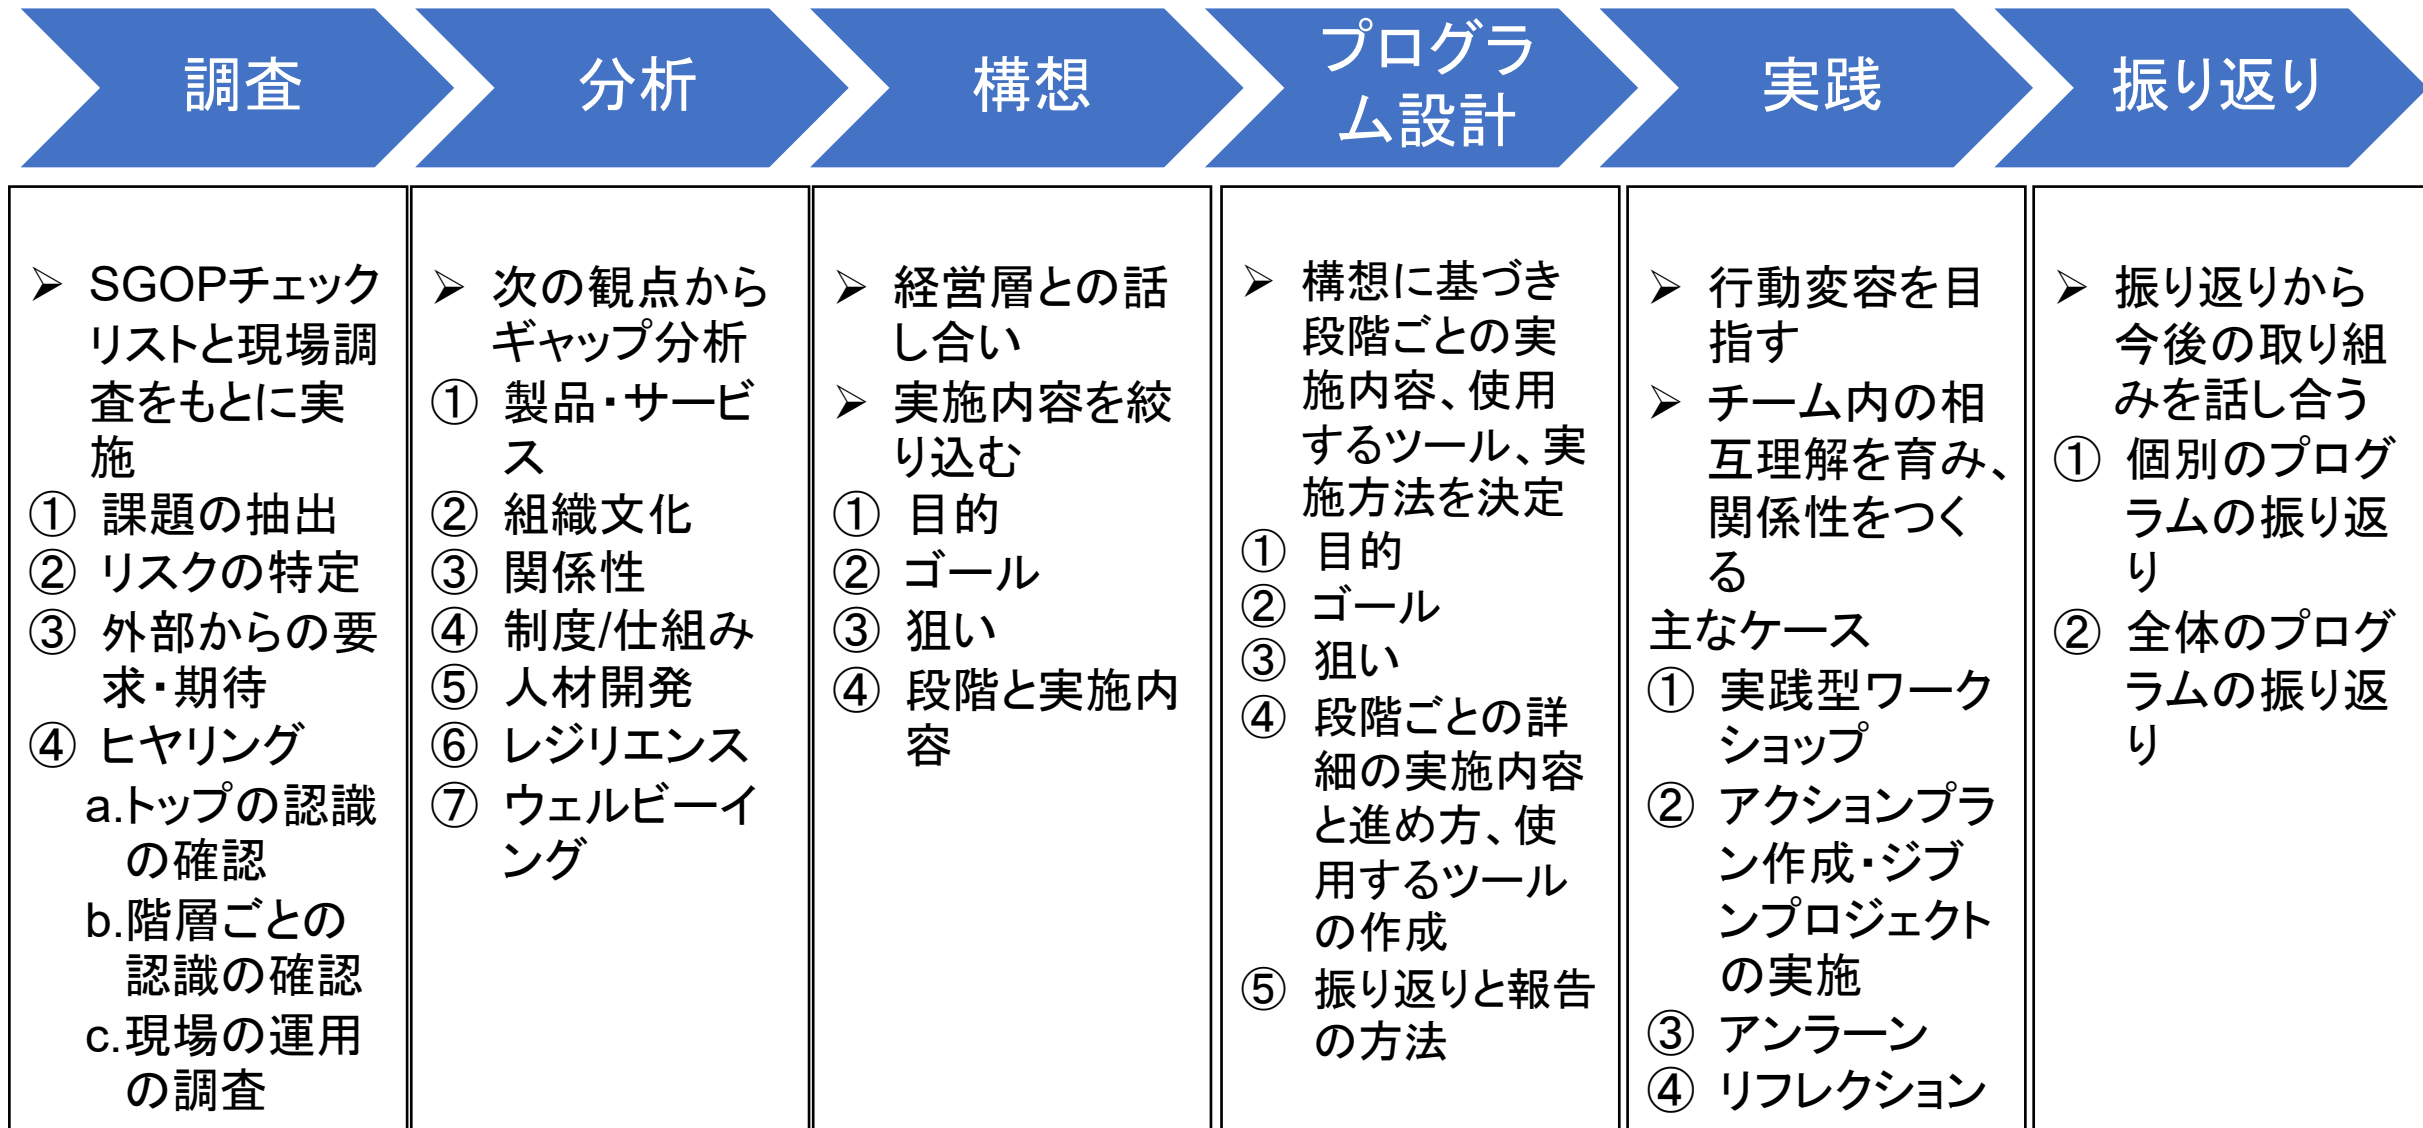 調査
分析
構想
プログラ
ム設計
実践
振り返り
➢ SGOPチェック
リストと現場調
査をもとに実
施
① 課題の抽出
② リスクの特定
③ 外部からの要
求・期待
④ ヒヤリング
a.トップの認識
の確認
b.階層ごとの
認識の確認
c.現場の運用
の調査
➢ 次の観点から
ギャップ分析
① 製品・サービ
ス
② 組織文化
③ 関係性
④ 制度/仕組み
⑤ 人材開発
⑥ レジリエンス
⑦ ウェルビーイ
ング
➢ 経営層との話
し合い
➢ 実施内容を絞
り込む
① 目的
② ゴール
③ 狙い
④ 段階と実施内
容
➢ 構想に基づき
段階ごとの実
施内容、使用
するツール、実
施方法を決定
① 目的
② ゴール
③ 狙い
④ 段階ごとの詳
細の実施内容
と進め方、使
用するツール
の作成
⑤ 振り返りと報告
の方法
➢ 行動変容を目
指す
➢ チーム内の相
互理解を育み、
関係性をつく
る
主なケース
① 実践型ワーク
ショップ
② アクションプラ
ン作成・ジブ
ンプロジェクト
の実施
③ アンラーン
④ リフレクション
➢ 振り返りから
今後の取り組
みを話し合う
① 個別のプログ
ラムの振り返
り
② 全体のプログ
ラムの振り返
り